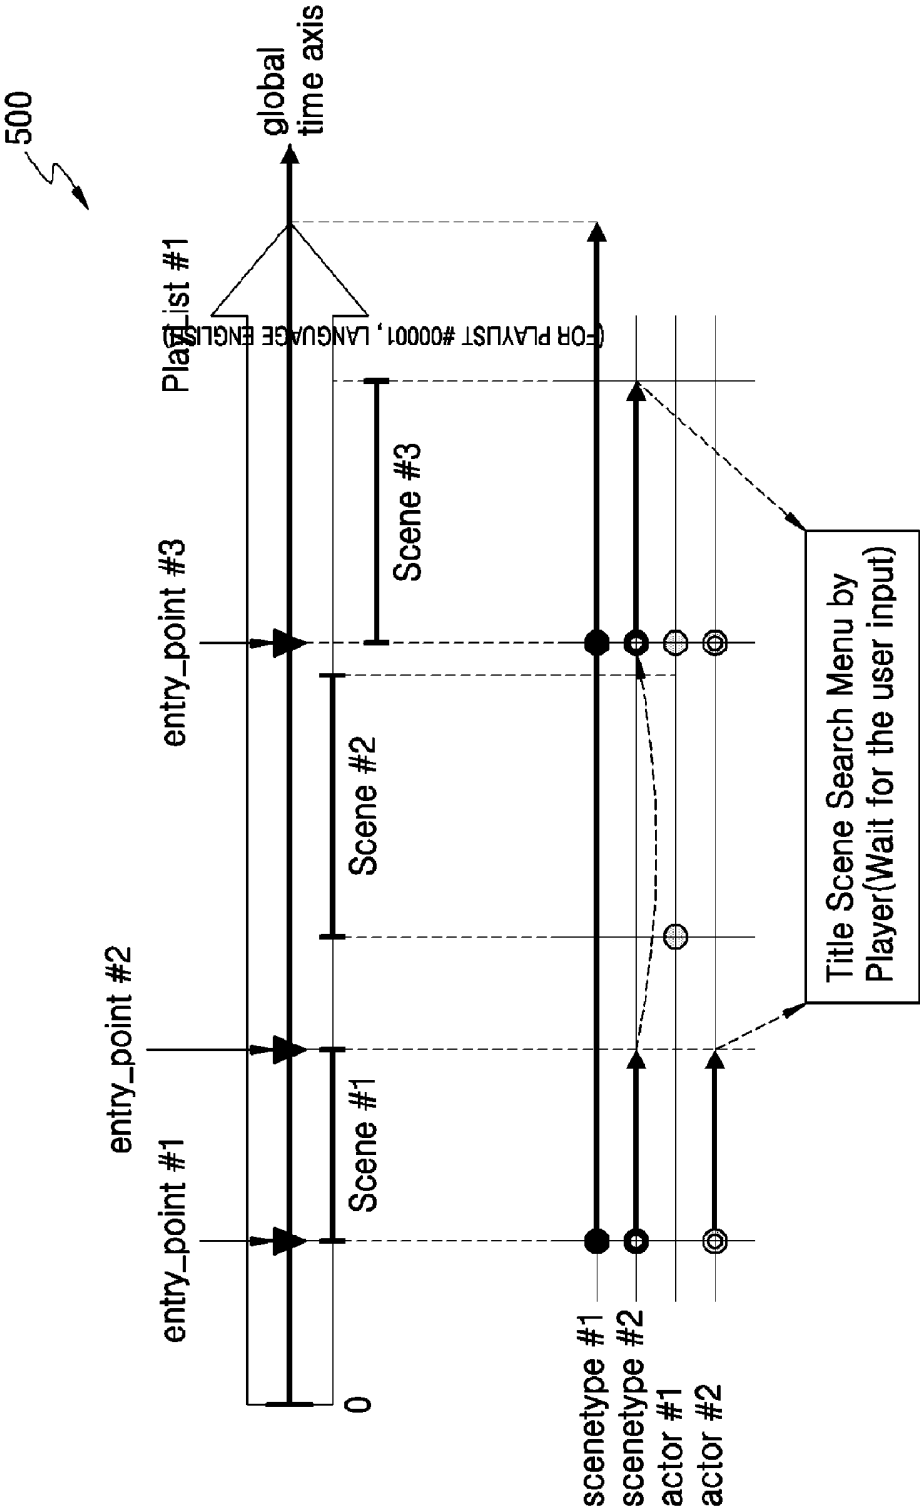 500
global
time axis
PlayList #1
(FOR PLAYLIST #00001, LANGUAGE ENGLISH)
entry_point #3
entry_point #2
entry_point #1
Scene #3
Scene #2
Scene #1
0
scenetype #1
scenetype #2
actor #1
actor #2
Title Scene Search Menu by
Player(Wait for the user input)